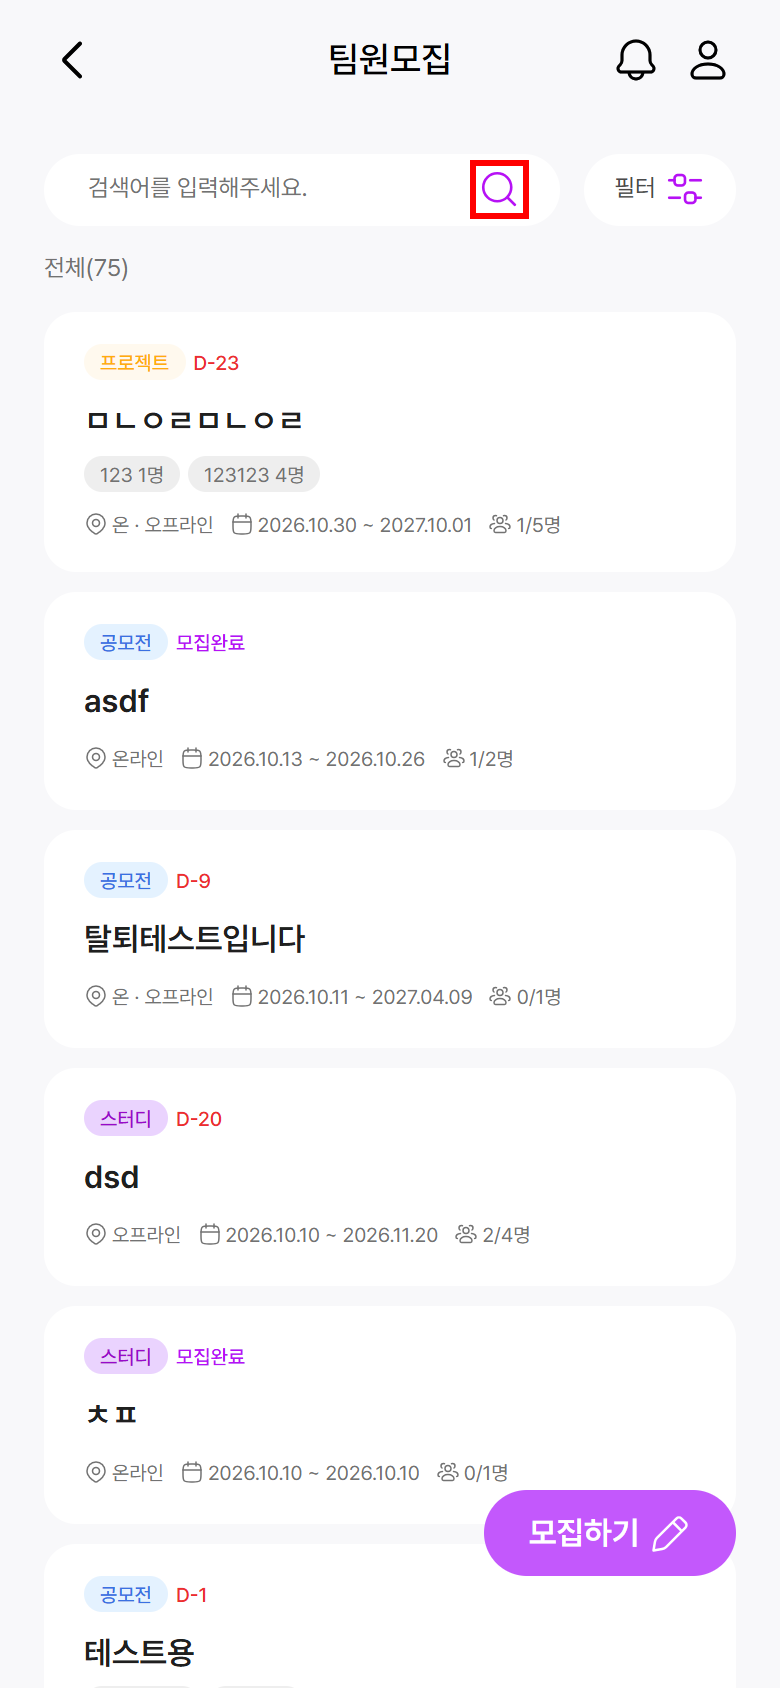 팀원모집
검색어를 입력해주세요.
필터
전체(75)
프로젝트 D-23
ㅁㄴㅇㄹㅁㄴㅇㄹ
123 1명 123123 4명
온 · 오프라인 2026.10.30 ~ 2027.10.01 1/5명
공모전 모집완료
asdf
온라인 2026.10.13 ~ 2026.10.26 1/2명
공모전 D-9
탈퇴테스트입니다
온 · 오프라인 2026.10.11 ~ 2027.04.09 0/1명
스터디 D-20
dsd
오프라인 2026.10.10 ~ 2026.11.20 2/4명
스터디 모집완료
ㅊㅍ
온라인 2026.10.10 ~ 2026.10.10 0/1명
모집하기
공모전 D-1
테스트용